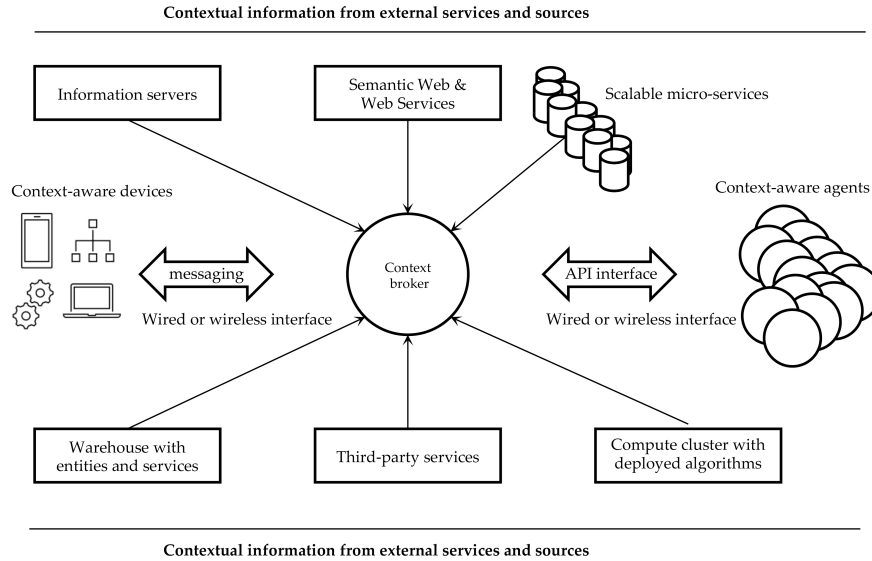 Contextual information from external services and sources
Information servers
Semantic Web &
Web Services
Scalable micro-services
Context-aware devices
Context-aware agents
messaging
Context
broker
API interface
Wired or wireless interface
Wired or wireless interface
Warehouse with
entities and services
Third-party services
Compute cluster with
deployed algorithms
Contextual information from external services and sources